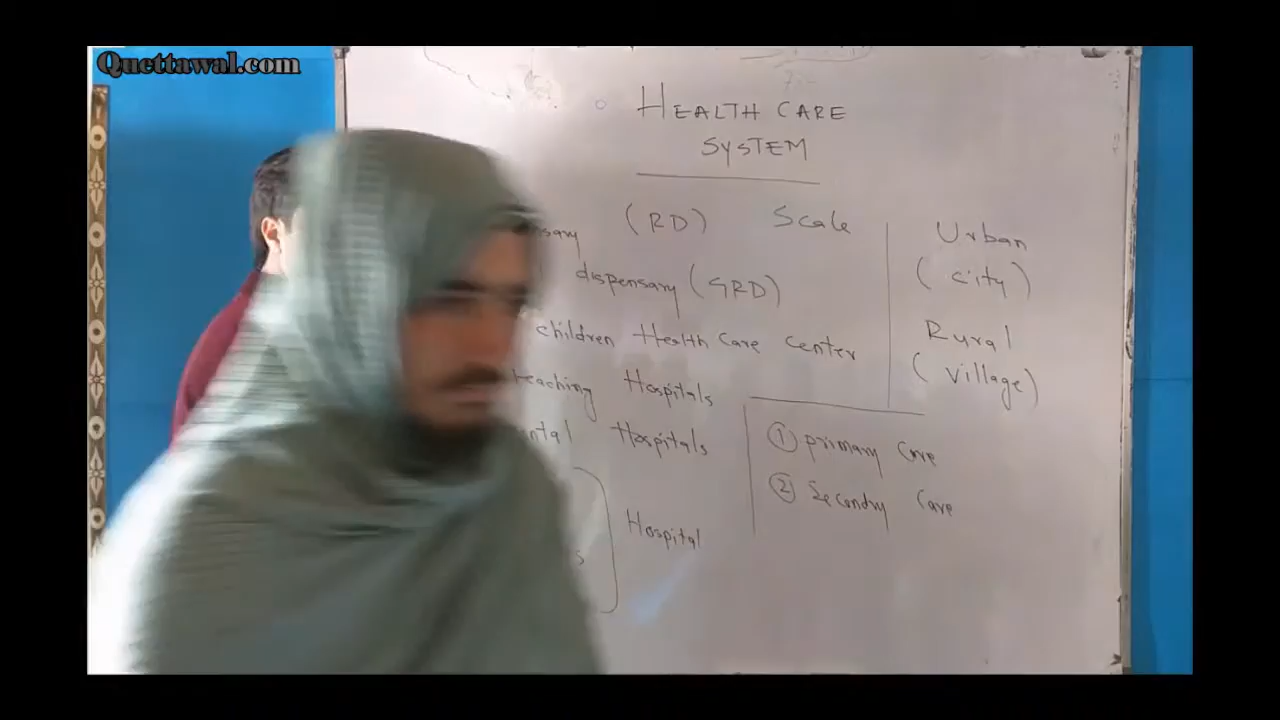 Quettawal.com
HEALTH CARE
SYSTEM
(RD) Scale
dispensary (GRD)
children Health Care center
teaching Hospitals
Hospitals
Hospital
Urban
(city)
Rural
(village)
① primary Care
② Secondry Care